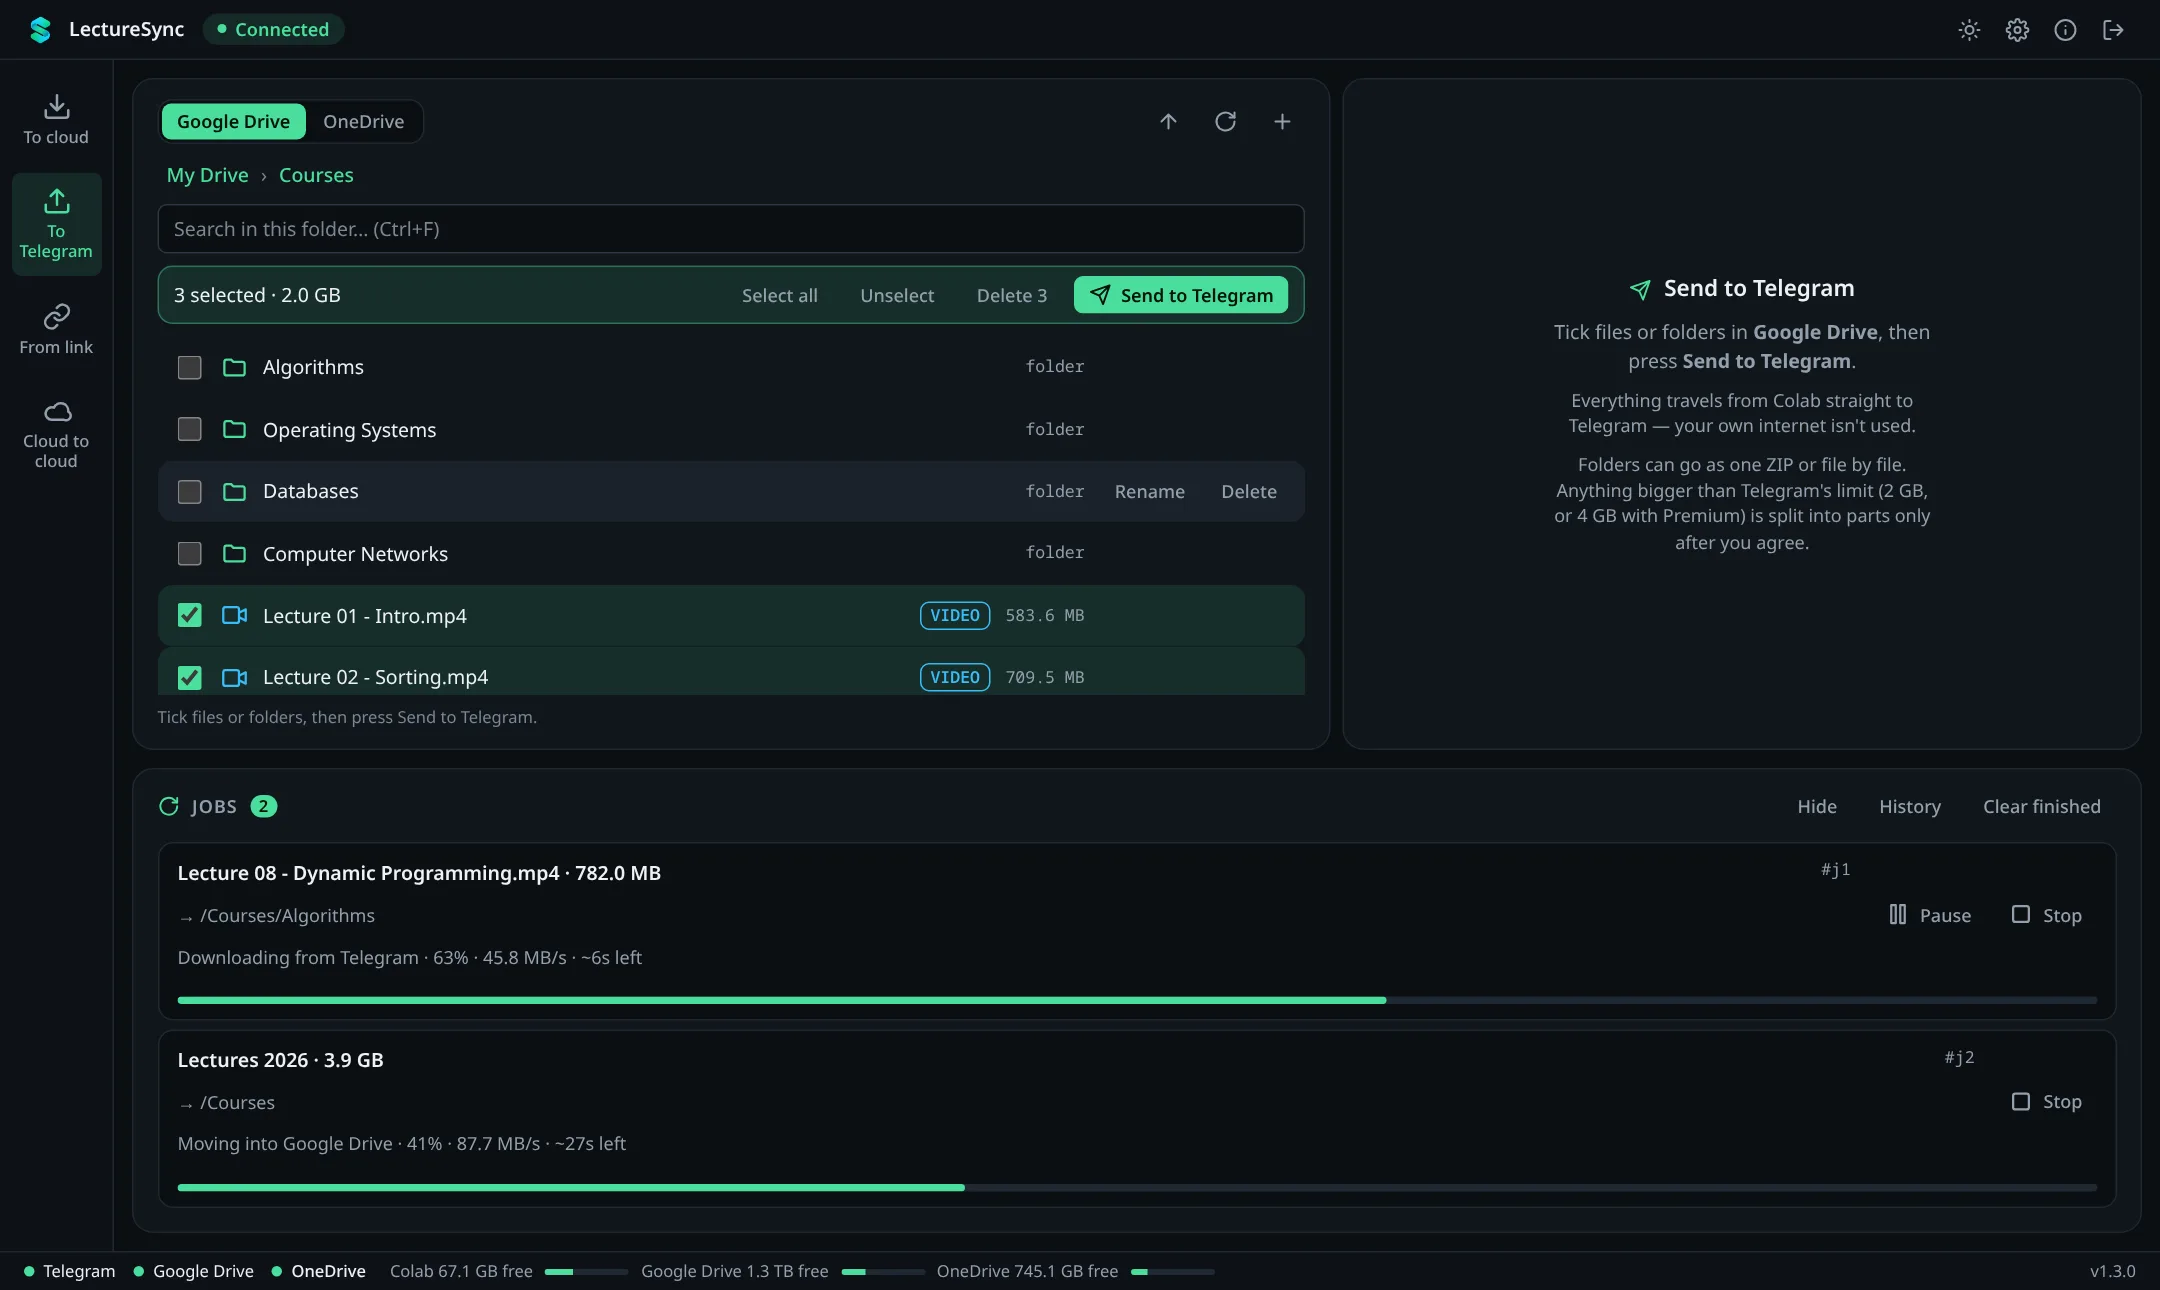 LectureSync
Connected
To cloud
To
Telegram
From link
Cloud to
cloud
Google Drive OneDrive
My Drive › Courses
Search in this folder... (Ctrl+F)
3 selected · 2.0 GB Select all Unselect Delete 3 Send to Telegram
Algorithms folder
Operating Systems folder
Databases folder Rename Delete
Computer Networks folder
Lecture 01 - Intro.mp4 VIDEO 583.6 MB
Lecture 02 - Sorting.mp4 VIDEO 709.5 MB
Tick files or folders, then press Send to Telegram.
Send to Telegram
Tick files or folders in Google Drive, then
press Send to Telegram.
Everything travels from Colab straight to
Telegram — your own internet isn't used.
Folders can go as one ZIP or file by file.
Anything bigger than Telegram's limit (2 GB,
or 4 GB with Premium) is split into parts only
after you agree.
JOBS 2 Hide History Clear finished
Lecture 08 - Dynamic Programming.mp4 · 782.0 MB #j1
→ /Courses/Algorithms Pause Stop
Downloading from Telegram · 63% · 45.8 MB/s · ~6s left
Lectures 2026 · 3.9 GB #j2
→ /Courses Stop
Moving into Google Drive · 41% · 87.7 MB/s · ~27s left
Telegram Google Drive OneDrive Colab 67.1 GB free Google Drive 1.3 TB free OneDrive 745.1 GB free v1.3.0